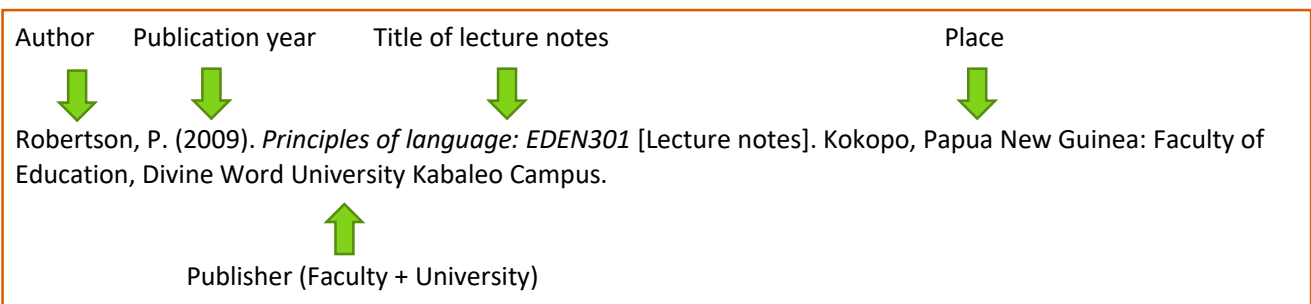 Author Publication year Title of lecture notes Place
Robertson, P. (2009). Principles of language: EDEN301 [Lecture notes]. Kokopo, Papua New Guinea: Faculty of
Education, Divine Word University Kabaleo Campus.
Publisher (Faculty + University)